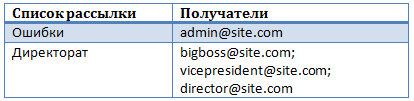 Список рассылки Получатели
Ошибки admin@site.com
Директорат bigboss@site.com;
vicepresident@site.com;
director@site.com